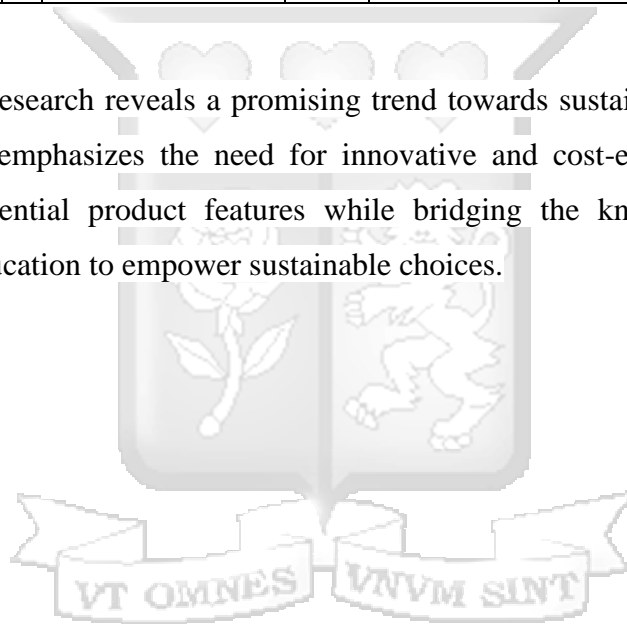 esearch reveals a promising trend towards sustai
emphasizes the need for innovative and cost-e
ential product features while bridging the kn
ucation to empower sustainable choices.
VT OMNES VNVM SINT